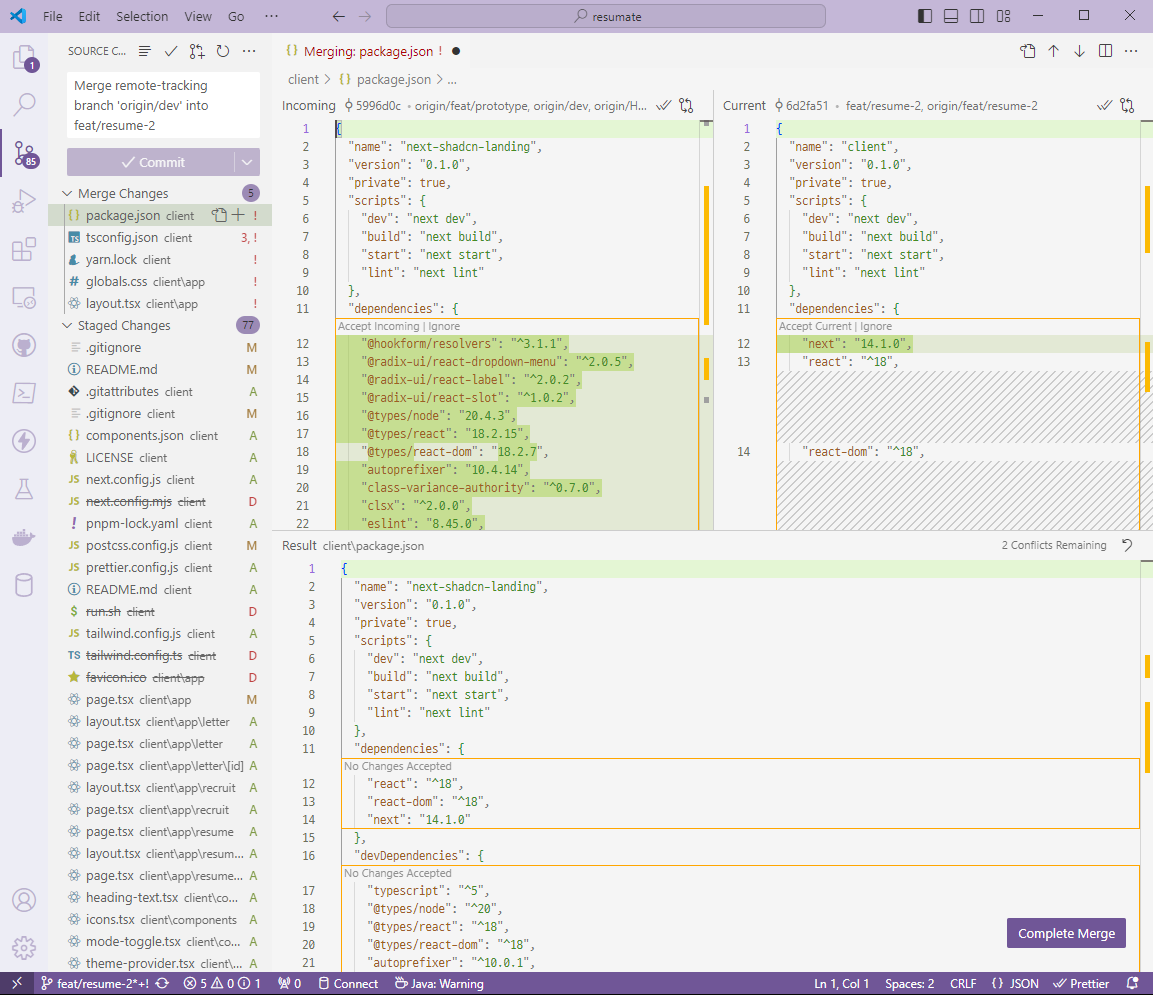 File Edit Selection View Go ··· resumate
SOURCE C...
Merge remote-tracking
branch 'origin/dev' into
feat/resume-2
Commit
Merge Changes 5
package.json client !
tsconfig.json client 3, !
yarn.lock client !
globals.css client\app !
layout.tsx client\app !
Staged Changes 77
.gitignore M
README.md M
.gitattributes client A
.gitignore client M
components.json client A
LICENSE client A
next.config.js client A
next.config.mjs client D
pnpm-lock.yaml client A
postcss.config.js client M
prettier.config.js client A
README.md client A
run.sh client D
tailwind.config.js client A
tailwind.config.ts client D
favicon.ico client\app D
page.tsx client\app M
layout.tsx client\app\letter A
page.tsx client\app\letter A
page.tsx client\app\letter\[id] A
layout.tsx client\app\recruit A
page.tsx client\app\recruit A
page.tsx client\app\resume A
layout.tsx client\app\resum... A
page.tsx client\app\resume... A
heading-text.tsx client\co... A
icons.tsx client\components A
mode-toggle.tsx client\co... A
theme-provider.tsx client\... A
1
85
Merging: package.json ! ●
client > {} package.json > ...
Incoming 5996d0c • origin/feat/prototype, origin/dev, origin/H...
1 {
2 "name": "next-shadcn-landing",
3 "version": "0.1.0",
4 "private": true,
5 "scripts": {
6 "dev": "next dev",
7 "build": "next build",
8 "start": "next start",
9 "lint": "next lint"
10 },
11 "dependencies": {
Accept Incoming | Ignore
12 "@hookform/resolvers": "^3.1.1",
13 "@radix-ui/react-dropdown-menu": "^2.0.5",
14 "@radix-ui/react-label": "^2.0.2",
15 "@radix-ui/react-slot": "^1.0.2",
16 "@types/node": "20.4.3",
17 "@types/react": "18.2.15",
18 "@types/react-dom": "18.2.7",
19 "autoprefixer": "10.4.14",
20 "class-variance-authority": "^0.7.0",
21 "clsx": "^2.0.0",
22 "eslint": "8.45.0",
Current 6d2fa51 • feat/resume-2, origin/feat/resume-2
1 {
2 "name": "client",
3 "version": "0.1.0",
4 "private": true,
5 "scripts": {
6 "dev": "next dev",
7 "build": "next build",
8 "start": "next start",
9 "lint": "next lint"
10 },
11 "dependencies": {
Accept Current | Ignore
12 "next": "14.1.0",
13 "react": "^18",
14 "react-dom": "^18",
Result client\package.json 2 Conflicts Remaining
1 {
2 "name": "next-shadcn-landing",
3 "version": "0.1.0",
4 "private": true,
5 "scripts": {
6 "dev": "next dev",
7 "build": "next build",
8 "start": "next start",
9 "lint": "next lint"
10 },
11 "dependencies": {
No Changes Accepted
12 "react": "^18",
13 "react-dom": "^18",
14 "next": "14.1.0"
15 },
16 "devDependencies": {
No Changes Accepted
17 "typescript": "^5",
18 "@types/node": "^20",
19 "@types/react": "^18",
20 "@types/react-dom": "^18",
21 "autoprefixer": "^10.0.1",
Complete Merge
feat/resume-2*+! 5 0 1 0 Connect Java: Warning Ln 1, Col 1 Spaces: 2 CRLF {} JSON Prettier